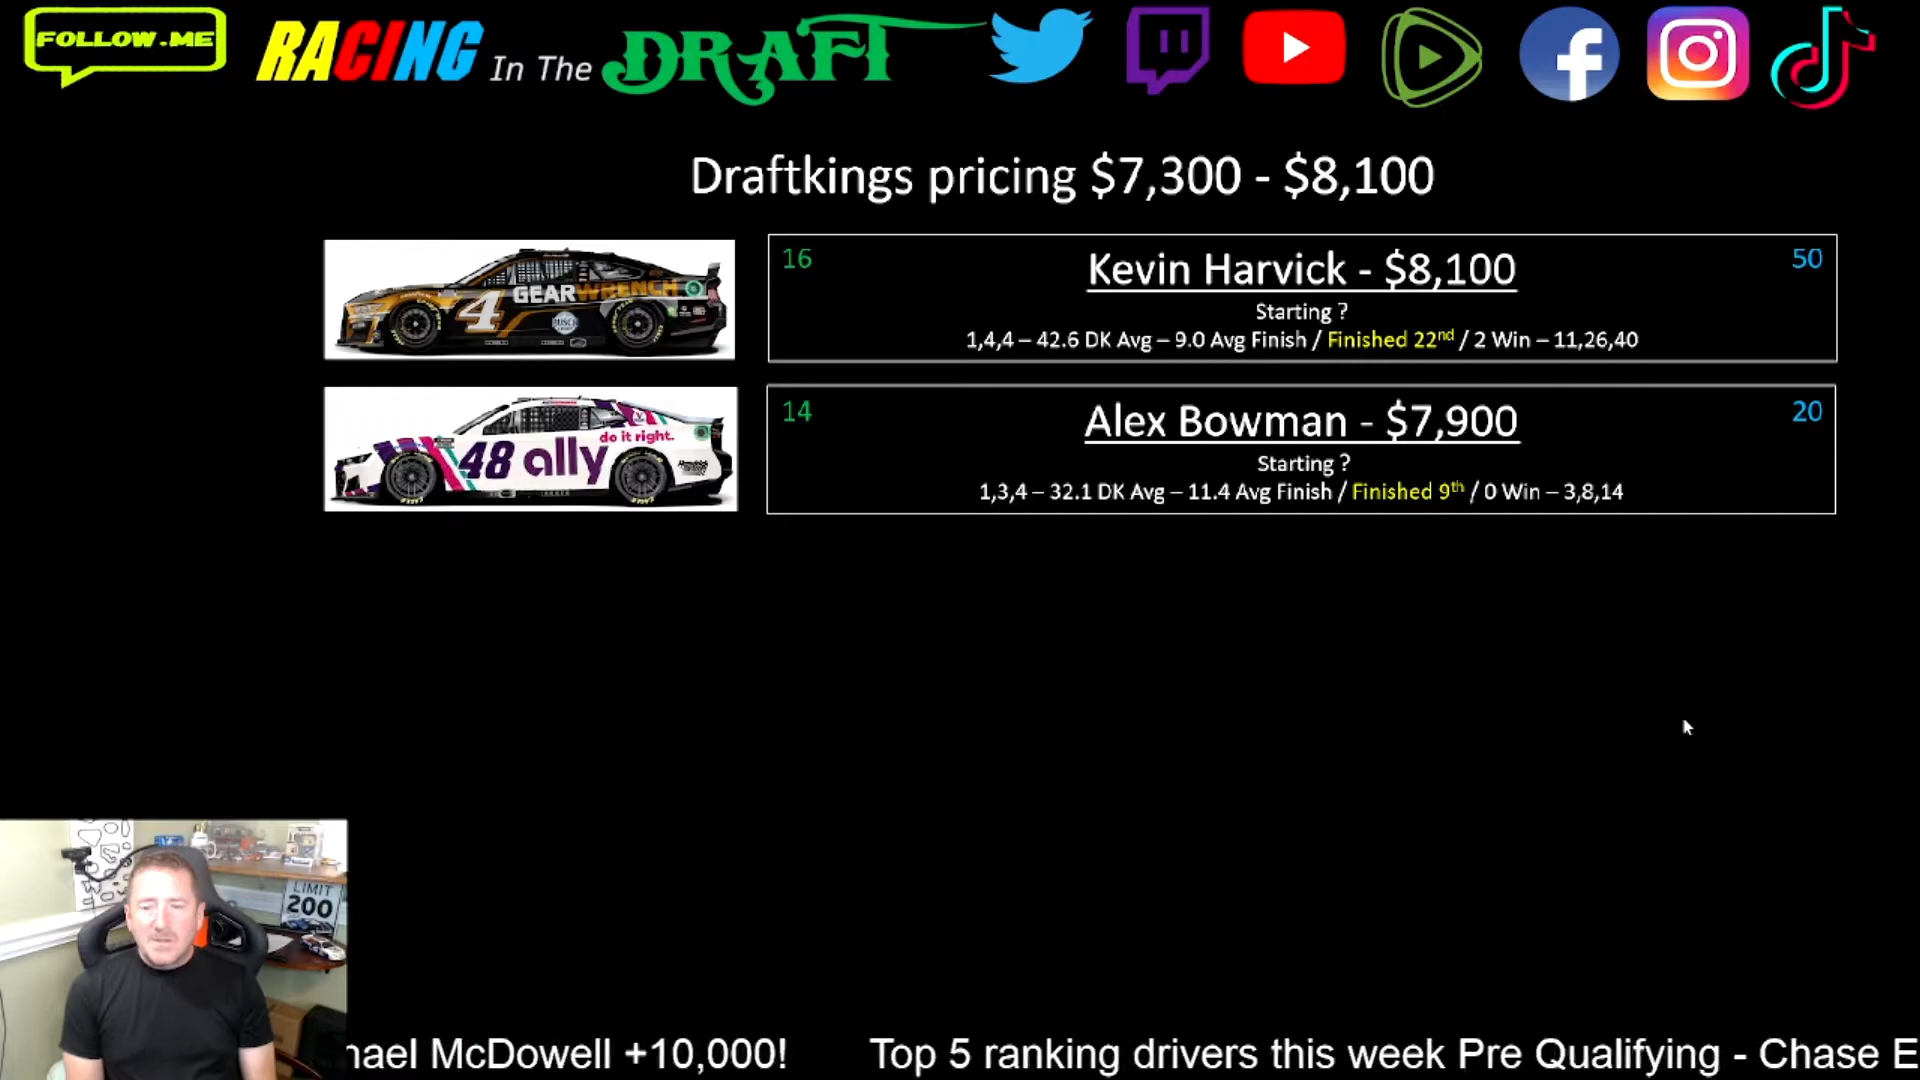 FOLLOW.ME
RACING In The DRAFT
Draftkings pricing $7,300 - $8,100
4 GEARWRENCH
BUSCH
16
Kevin Harvick - $8,100
50
Starting ?
1,4,4 – 42.6 DK Avg – 9.0 Avg Finish / Finished 22nd / 2 Win – 11,26,40
do it right.
48 ally
14
Alex Bowman - $7,900
20
Starting ?
1,3,4 – 32.1 DK Avg – 11.4 Avg Finish / Finished 9th / 0 Win – 3,8,14
LIMIT
200
hael McDowell +10,000! Top 5 ranking drivers this week Pre Qualifying - Chase E